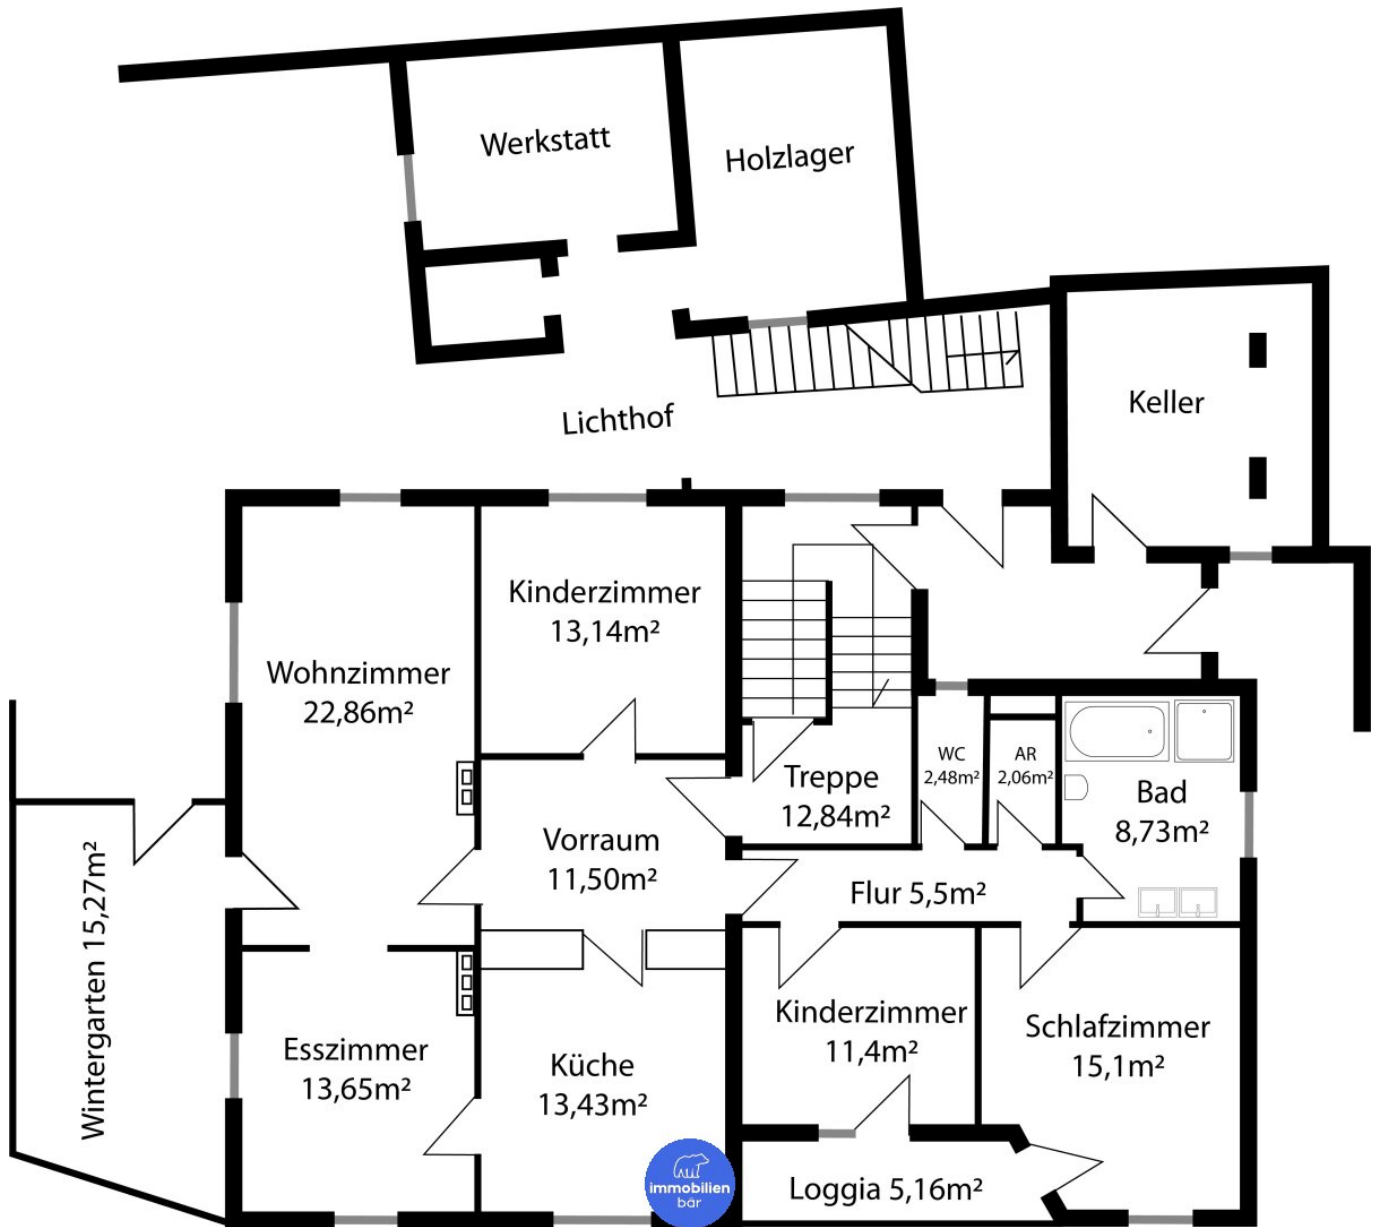 Werkstatt
Holzlager
Lichthof
Keller
Kinderzimmer
13,14m²
Wohnzimmer
22,86m²
Treppe
12,84m²
WC
2,48m²
AR
2,06m²
Bad
8,73m²
Vorraum
11,50m²
Flur 5,5m²
Wintergarten 15,27m²
Esszimmer
13,65m²
Küche
13,43m²
Kinderzimmer
11,4m²
Schlafzimmer
15,1m²
Loggia 5,16m²
immobilien
bär